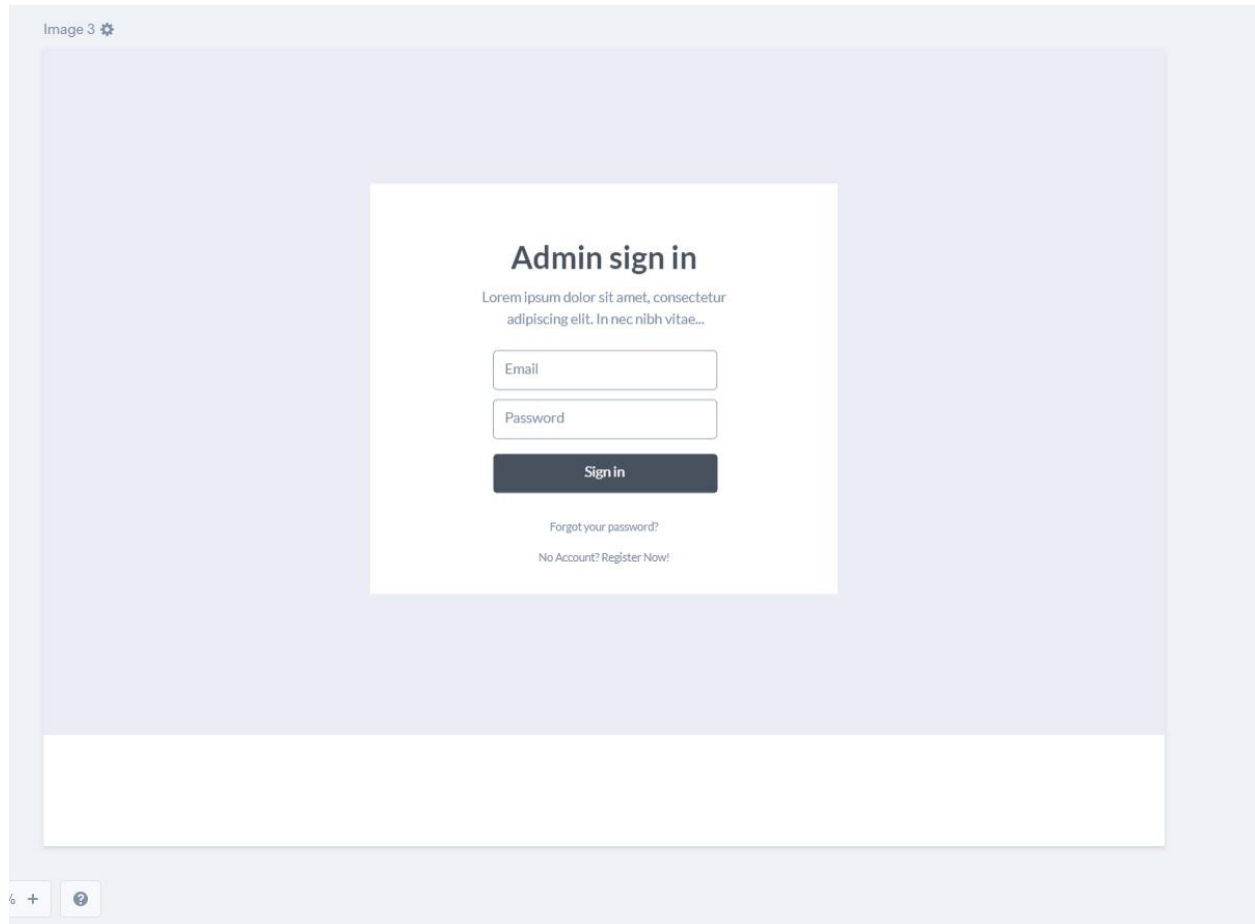 Image 3
Admin sign in
Lorem ipsum dolor sit amet, consectetur
adipiscing elit. In nec nibh vitae...
Email
Password
Sign in
Forgot your password?
No Account? Register Now!
% +
?